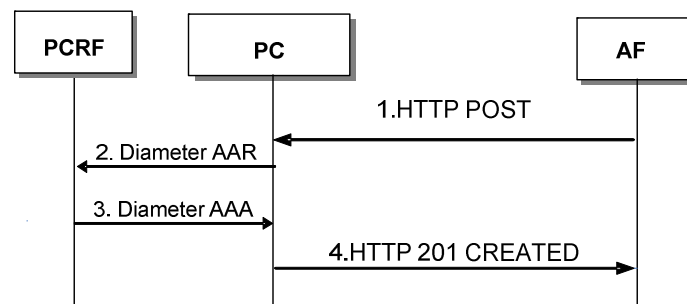 PCRF
PC
AF
1.HTTP POST
2. Diameter AAR
3. Diameter AAA
4.HTTP 201 CREATED